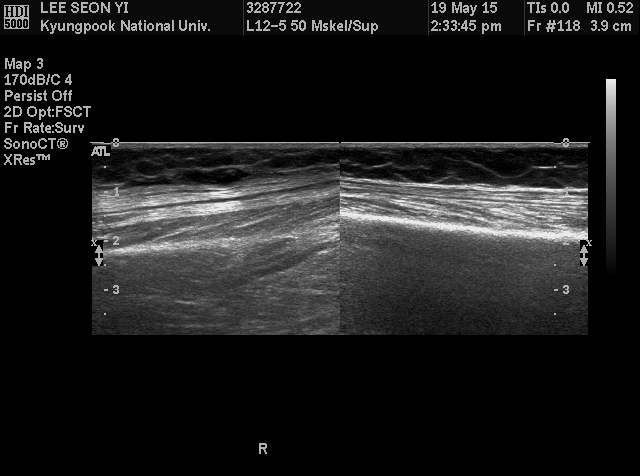 HDI 5000
LEE SEON YI 3287722 19 May 15 TIs 0.0 MI 0.52
Kyungpook National Univ. L12-5 50 Mskel/Sup 2:33:45 pm Fr #118 3.9 cm
Map 3
170dB/C 4
Persist Off
2D Opt:FSCT
Fr Rate:Surv
SonoCT®
XRes™
ATL
0 0
1 1
x 2 2 x
3 3
R